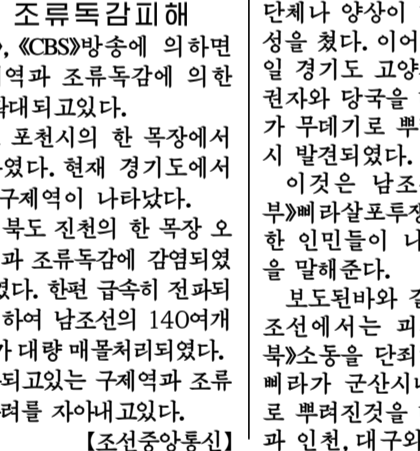 조류독감피해
, 《CBS》방송에 의하면
역과 조류독감에 의한
확대되고있다.
포천시의 한 목장에서
였다. 현재 경기도에서
구제역이 나타났다.
북도 진천의 한 목장 오
과 조류독감에 감염되였
였다. 한편 급속히 전파되
하여 남조선의 140여개
가 대량 매몰처리되였다.
되고있는 구제역과 조류
려를 자아내고있다.
【조선중앙통신】
단체나 양상이
성을 쳤다. 이어
일 경기도 고양
권자와 당국을
가 무데기로 뿌
시 발견되였다.
이것은 남조
부》삐라살포투쟁
한 인민들이 나
을 말해준다.
보도된바와 같
조선에서는 괴
북》소동을 단죄
삐라가 군산시내
로 뿌려진것을
과 인천, 대구와